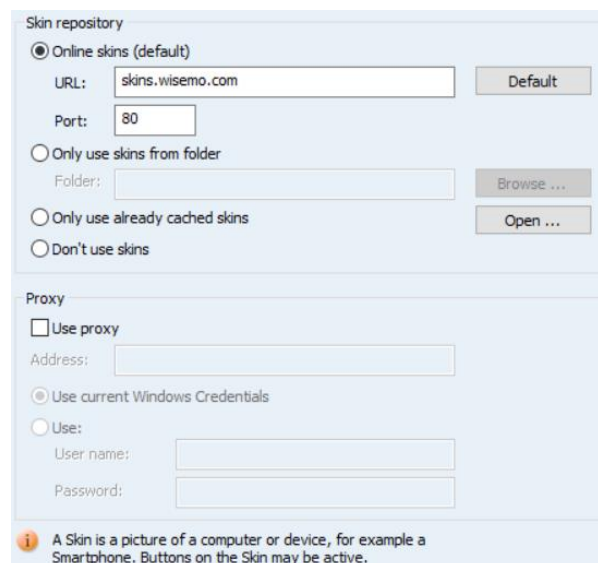 Skin repository
Online skins (default)
URL: skins.wisemo.com Default
Port: 80
Only use skins from folder
Folder: Browse ...
Only use already cached skins Open ...
Don't use skins
Proxy
Use proxy
Address:
Use current Windows Credentials
Use:
User name:
Password:
i A Skin is a picture of a computer or device, for example a
Smartphone. Buttons on the Skin may be active.